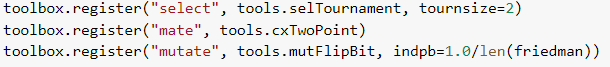 toolbox.register("select", tools.selTournament, tournsize=2)
toolbox.register("mate", tools.cxTwoPoint)
toolbox.register("mutate", tools.mutFlipBit, indpb=1.0/len(friedman))